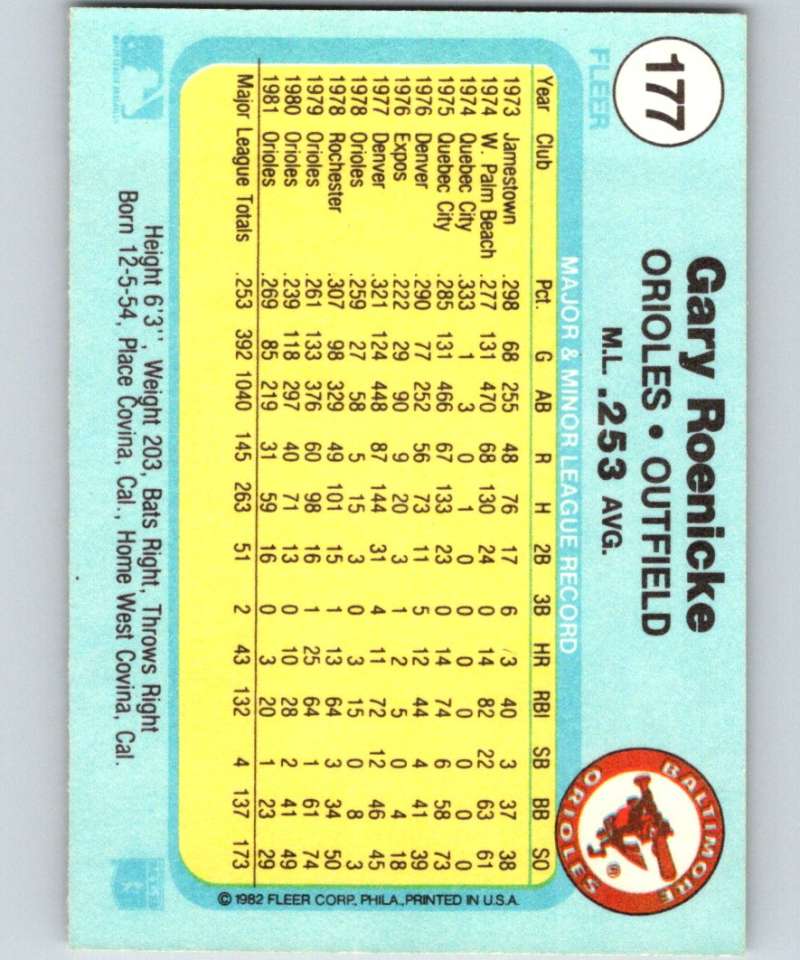 177
FLEER
Gary Roenicke
ORIOLES • OUTFIELD
M.L. .253 AVG.
BALTIMORE
ORIOLES
®
MAJOR & MINOR LEAGUE RECORD
Year Club Pct. G AB R H 2B 3B HR RBI SB BB SO
1973 Jamestown .298 68 255 48 76 17 6 3 40 3 37 38
1974 W. Palm Beach .277 131 470 68 130 24 0 14 82 22 63 61
1974 Quebec City .333 1 3 0 1 0 0 0 0 0 0 0
1975 Quebec City .285 131 466 67 133 23 0 14 74 6 58 73
1976 Denver .290 77 252 56 73 11 5 12 44 4 41 39
1976 Expos .222 29 90 9 20 3 1 2 5 0 4 18
1977 Denver .321 124 448 87 144 31 4 11 72 12 46 45
1978 Orioles .259 27 58 5 15 3 0 3 15 0 8 3
1978 Rochester .307 98 329 49 101 15 1 13 64 3 34 50
1979 Orioles .261 133 376 60 98 16 1 25 64 1 61 74
1980 Orioles .239 118 297 40 71 13 0 10 28 2 41 49
1981 Orioles .269 85 219 31 59 16 0 3 20 1 23 29
Major League Totals .253 392 1040 145 263 51 2 43 132 4 137 173
© 1982 FLEER CORP., PHILA., PRINTED IN U.S.A.
Height 6'3", Weight 203, Bats Right, Throws Right
Born 12-5-54, Place Covina, Cal., Home West Covina, Cal.